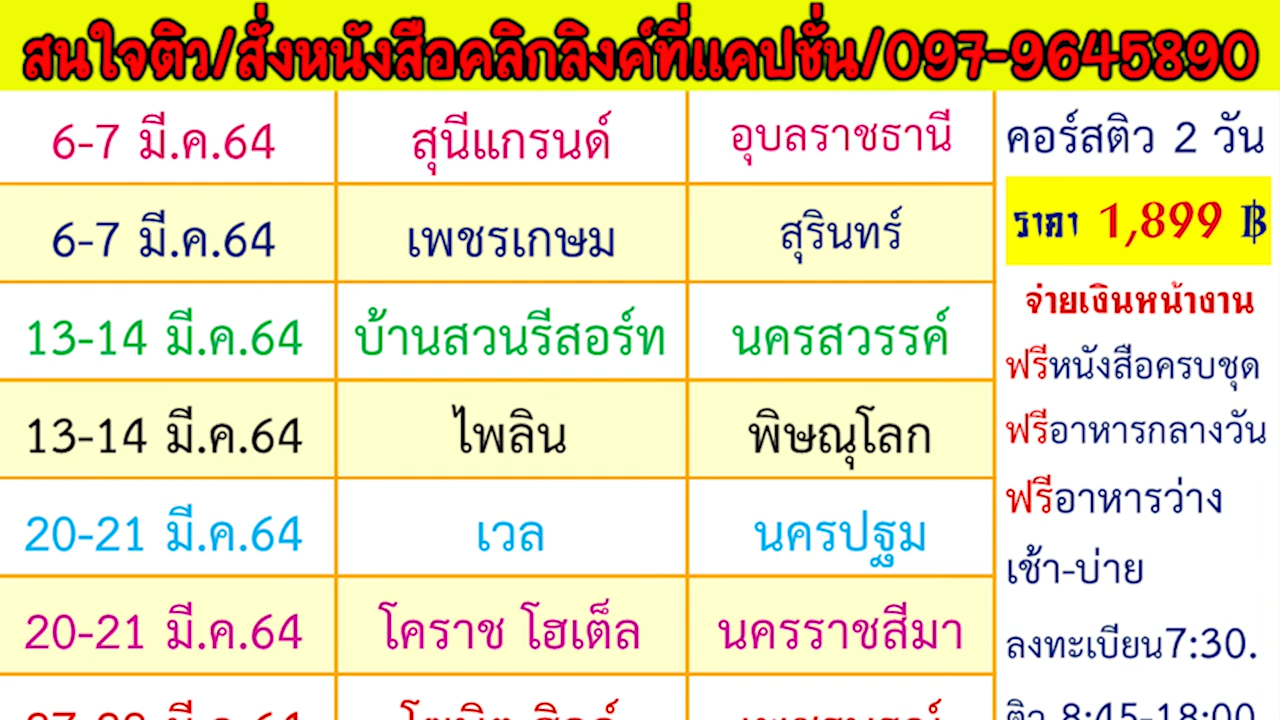 สนใจติว/สั่งหนังสือคลิกลิงค์ที่แคปชั่น/097-9645890
6-7 มี.ค.64 สุนีแกรนด์ อุบลราชธานี
6-7 มี.ค.64 เพชรเกษม สุรินทร์
13-14 มี.ค.64 บ้านสวนรีสอร์ท นครสวรรค์
13-14 มี.ค.64 ไพลิน พิษณุโลก
20-21 มี.ค.64 เวล นครปฐม
20-21 มี.ค.64 โคราช โฮเต็ล นครราชสีมา
คอร์สติว 2 วัน
ราคา 1,899 ฿
จ่ายเงินหน้างาน
ฟรีหนังสือครบชุด
ฟรีอาหารกลางวัน
ฟรีอาหารว่าง
เช้า-บ่าย
ลงทะเบียน7:30.
ติว 8:45-18:00